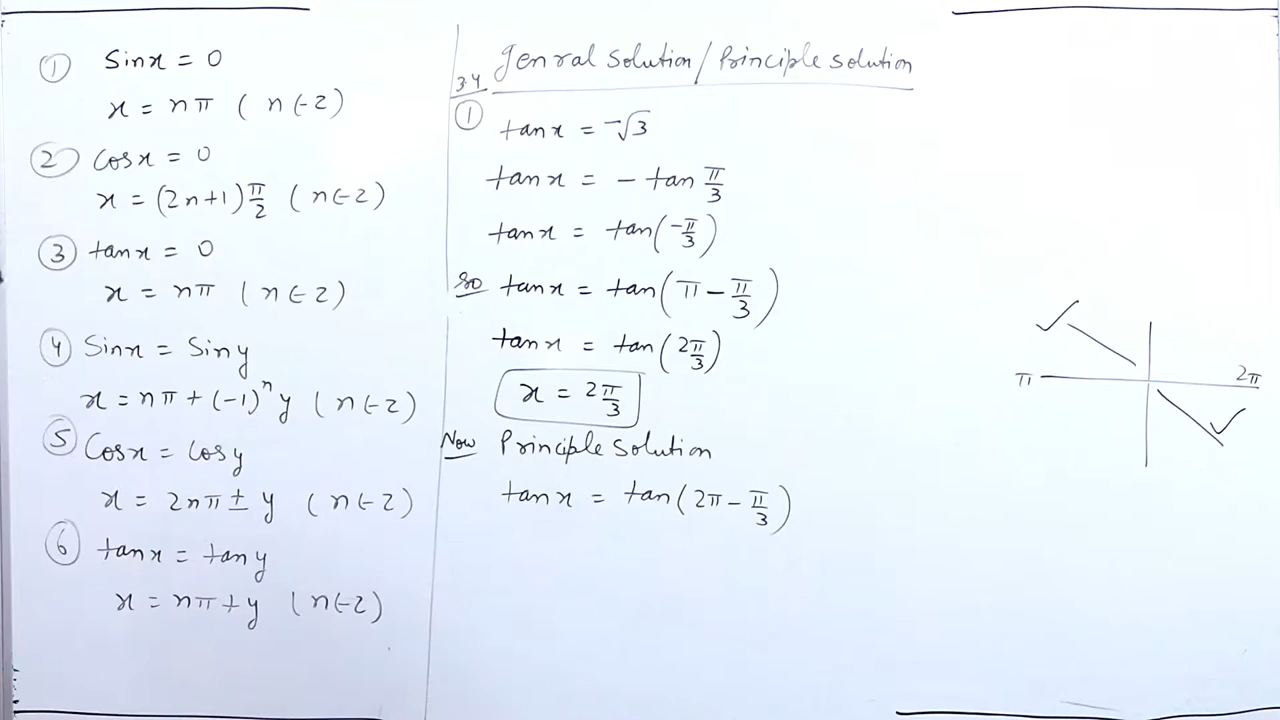 ① Sinx = 0
x = nπ ( n∈Z)
② Cosx = 0
x = (2n+1)π/2 ( n∈Z)
③ tanx = 0
x = nπ ( n∈Z)
④ Sinx = Siny
x = nπ + (-1)ⁿy ( n∈Z)
⑤ Cosx = Cosy
x = 2nπ ± y ( n∈Z)
⑥ tanx = tany
x = nπ + y ( n∈Z)
3.4 genral Solution/Principle solution
① tanx = -√3
tanx = - tan π/3
tanx = tan(-π/3)
So tanx = tan(π - π/3)
tanx = tan(2π/3)
x = 2π/3
Now Principle solution
tanx = tan(2π - π/3)
π 2π